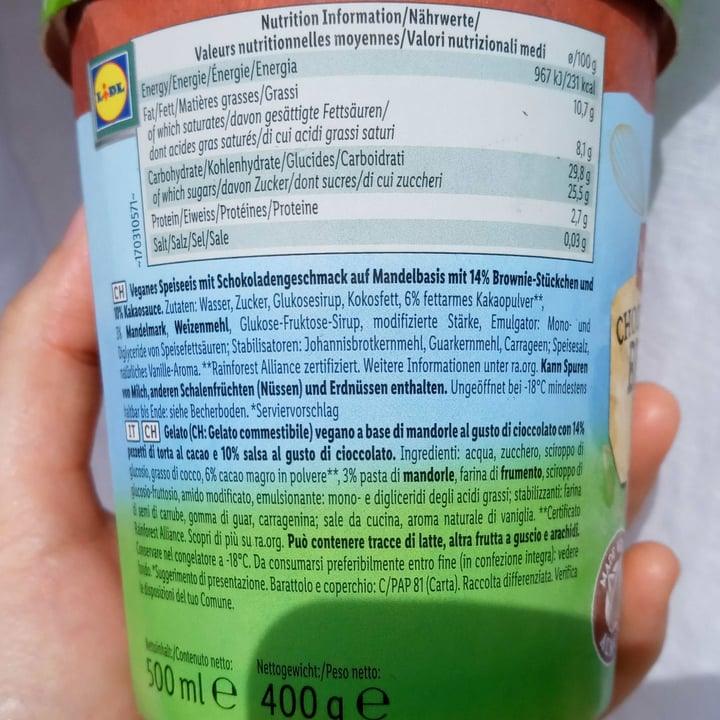 Nutrition Information/Nährwerte/
Valeurs nutritionnelles moyennes/Valori nutrizionali medi ø/100g
LIDL
Energy/Energie/Énergie/Energia 967 kJ/231 kcal
Fat/Fett/Matières grasses/Grassi 10,7g
of which saturates/davon gesättigte Fettsäuren/
dont acides gras saturés/di cui acidi grassi saturi 8,1g
Carbohydrate/Kohlenhydrate/Glucides/Carboidrati 29,8g
of which sugars/davon Zucker/dont sucres/di cui zuccheri 25,5g
Protein/Eiweiss/Protéines/Proteine 2,7g
Salt/Salz/Sel/Sale 0,03g
~170310571~
CH Veganes Speiseeis mit Schokoladengeschmack auf Mandelbasis mit 14% Brownie-Stückchen und
10% Kakaosauce. Zutaten: Wasser, Zucker, Glukosesirup, Kokosfett, 6% fettarmes Kakaopulver**,
3% Mandelmark, Weizenmehl, Glukose-Fruktose-Sirup, modifizierte Stärke, Emulgator: Mono- und
Diglyceride von Speisefettsäuren; Stabilisatoren: Johannisbrotkernmehl, Guarkernmehl, Carrageen; Speisesalz,
natürliches Vanille-Aroma. **Rainforest Alliance zertifiziert. Weitere Informationen unter ra.org. Kann Spuren
von Milch, anderen Schalenfrüchten (Nüssen) und Erdnüssen enthalten. Ungeöffnet bei -18°C mindestens
haltbar bis Ende: siehe Becherboden. *Serviervorschlag
IT CH Gelato (CH: Gelato commestibile) vegano a base di mandorle al gusto di cioccolato con 14%
pezzetti di torta al cacao e 10% salsa al gusto di cioccolato. Ingredienti: acqua, zucchero, sciroppo di
glucosio, grasso di cocco, 6% cacao magro in polvere**, 3% pasta di mandorle, farina di frumento, sciroppo di
glucosio-fruttosio, amido modificato, emulsionante: mono- e digliceridi degli acidi grassi; stabilizzanti: farina
di semi di carrube, gomma di guar, carragenina; sale da cucina, aroma naturale di vaniglia. **Certificato
Rainforest Alliance. Scopri di più su ra.org. Può contenere tracce di latte, altra frutta a guscio e arachidi.
Conservare nel congelatore a -18°C. Da consumarsi preferibilmente entro fine (in confezione integra): vedere
fondo. *Suggerimento di presentazione. Barattolo e coperchio: C/PAP 81 (Carta). Raccolta differenziata. Verifica
le disposizioni del tuo Comune.
Nettoinhalt:/Contenuto netto:
500 ml e
Nettogewicht:/Peso netto:
400 g e